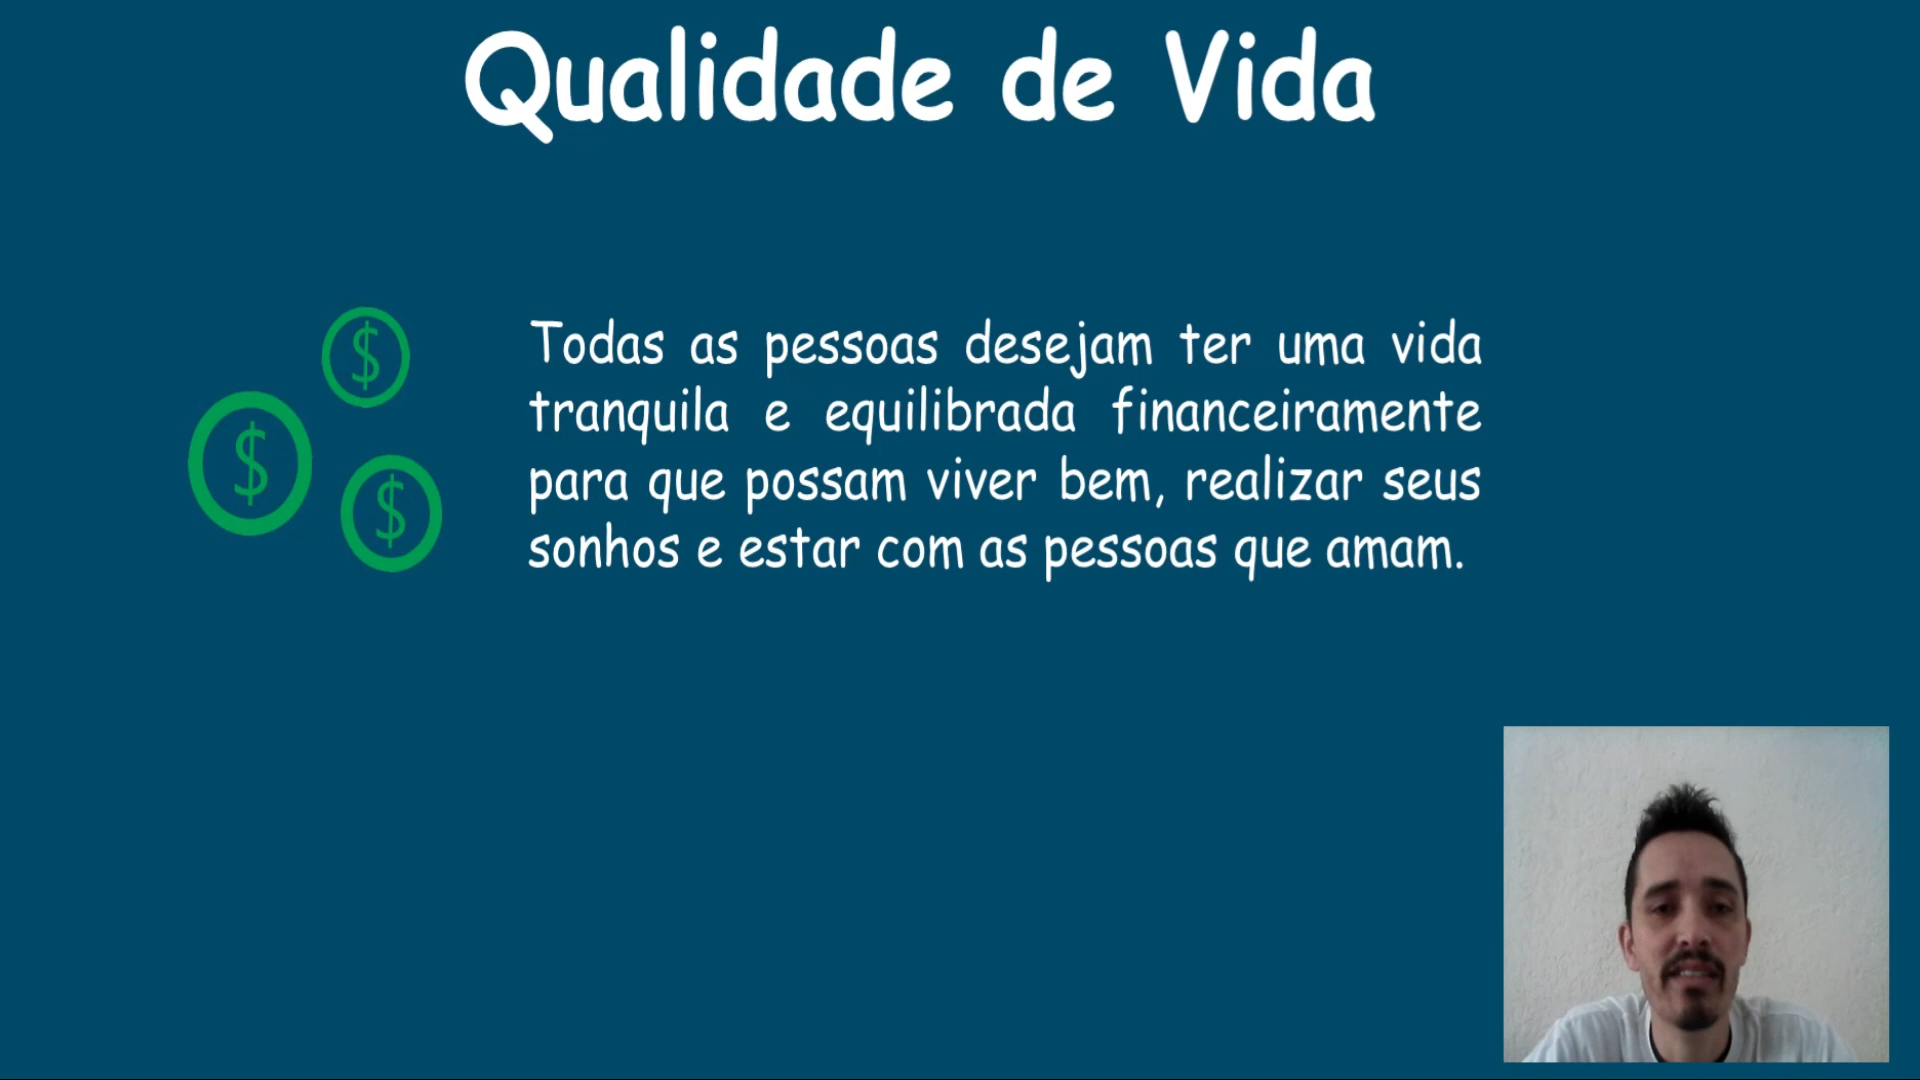 Qualidade de Vida
$
$
$
Todas as pessoas desejam ter uma vida
tranquila e equilibrada financeiramente
para que possam viver bem, realizar seus
sonhos e estar com as pessoas que amam.